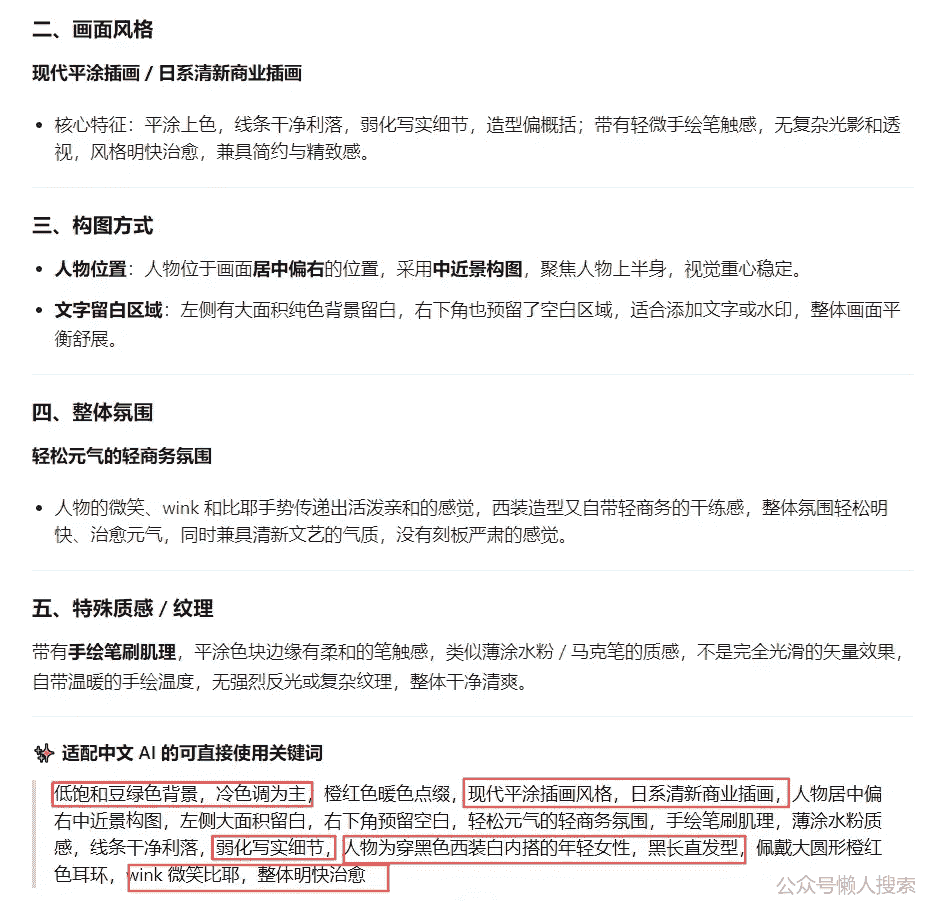 二、画面风格
现代平涂插画 / 日系清新商业插画
• 核心特征：平涂上色，线条干净利落，弱化写实细节，造型偏概括；带有轻微手绘笔触感，无复杂光影和透
视，风格明快治愈，兼具简约与精致感。
三、构图方式
• 人物位置：人物位于画面居中偏右的位置，采用中近景构图，聚焦人物上半身，视觉重心稳定。
• 文字留白区域：左侧有大面积纯色背景留白，右下角也预留了空白区域，适合添加文字或水印，整体画面平
衡舒展。
四、整体氛围
轻松元气的轻商务氛围
• 人物的微笑、wink 和比耶手势传递出活泼亲和的感觉，西装造型又自带轻商务的干练感，整体氛围轻松明
快、治愈元气，同时兼具清新文艺的气质，没有刻板严肃的感觉。
五、特殊质感 / 纹理
带有手绘笔刷肌理，平涂色块边缘有柔和的笔触感，类似薄涂水粉 / 马克笔的质感，不是完全光滑的矢量效果，
自带温暖的手绘温度，无强烈反光或复杂纹理，整体干净清爽。
适配中文 AI 的可直接使用关键词
低饱和豆绿色背景，冷色调为主，橙红色暖色点缀，现代平涂插画风格，日系清新商业插画，人物居中偏
右中近景构图，左侧大面积留白，右下角预留空白，轻松元气的轻商务氛围，手绘笔刷肌理，薄涂水粉质
感，线条干净利落，弱化写实细节，人物为穿黑色西装白内搭的年轻女性，黑长直发型，佩戴大圆形橙红
色耳环，wink 微笑比耶，整体明快治愈
公众号懒人搜索